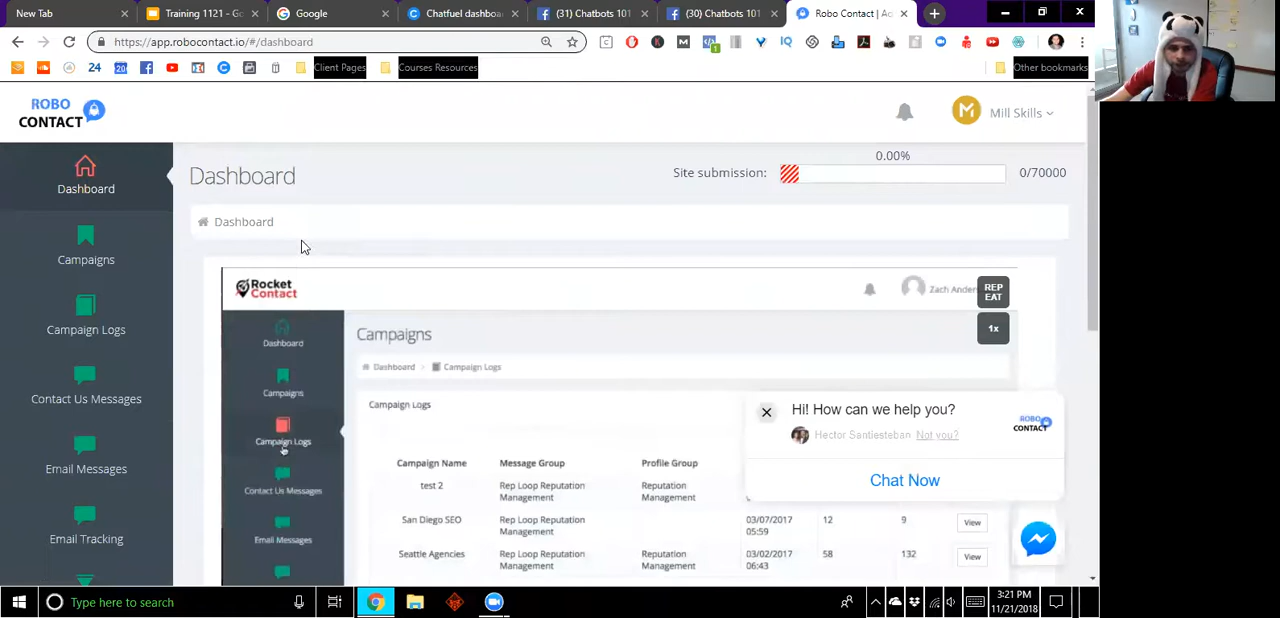 New Tab
Training 1121 - Go
Google
Chatfuel dashboa
(31) Chatbots 101
(30) Chatbots 101
Robo Contact | Ao
https://app.robocontact.io/#/dashboard
24
20
Client Pages
Courses Resources
Other bookmarks
ROBO
CONTACT
M
Mill Skills
Dashboard
Campaigns
Campaign Logs
Contact Us Messages
Email Messages
Email Tracking
Dashboard
Site submission:
0.00%
0/70000
Dashboard
Rocket
Contact
Zach Ander
REP
EAT
1x
Dashboard
Campaigns
Campaign Logs
Contact Us Messages
Email Messages
Campaigns
Dashboard > Campaign Logs
Campaign Logs
Campaign Name Message Group Profile Group
test 2 Rep Loop Reputation Reputation
Management Management
San Diego SEO Rep Loop Reputation 03/07/2017 12 9 View
Management 05:59
Seattle Agencies Rep Loop Reputation Reputation 03/02/2017 58 132 View
Management Management 06:43
Hi! How can we help you?
Hector Santiesteban Not you?
ROBO
CONTACT
Chat Now
Type here to search
3:21 PM
11/21/2018